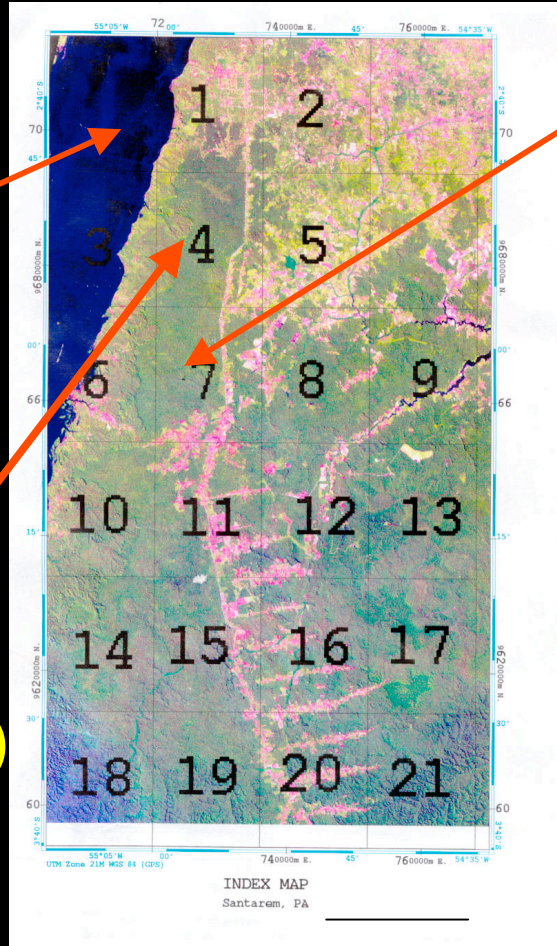 55°05'W 72 00' 740000m E. 45' 760000m E. 54°35'W
2°40'S 1 2 2°40'S
70 70
45' 45'
3 4 5
9680000m N. 9680000m N.
00' 00'
6 7 8 9
66 66
10 11 12 13
15' 15'
14 15 16 17
9620000m N. 9620000m N.
30' 30'
)
18 19 20 21
60 60
3°40'S 3°40'S
55°05'W 00' 740000m E. 45' 760000m E. 54°35'W
UTM Zone 21M WGS 84 (GPS)
INDEX MAP
Santarem, PA